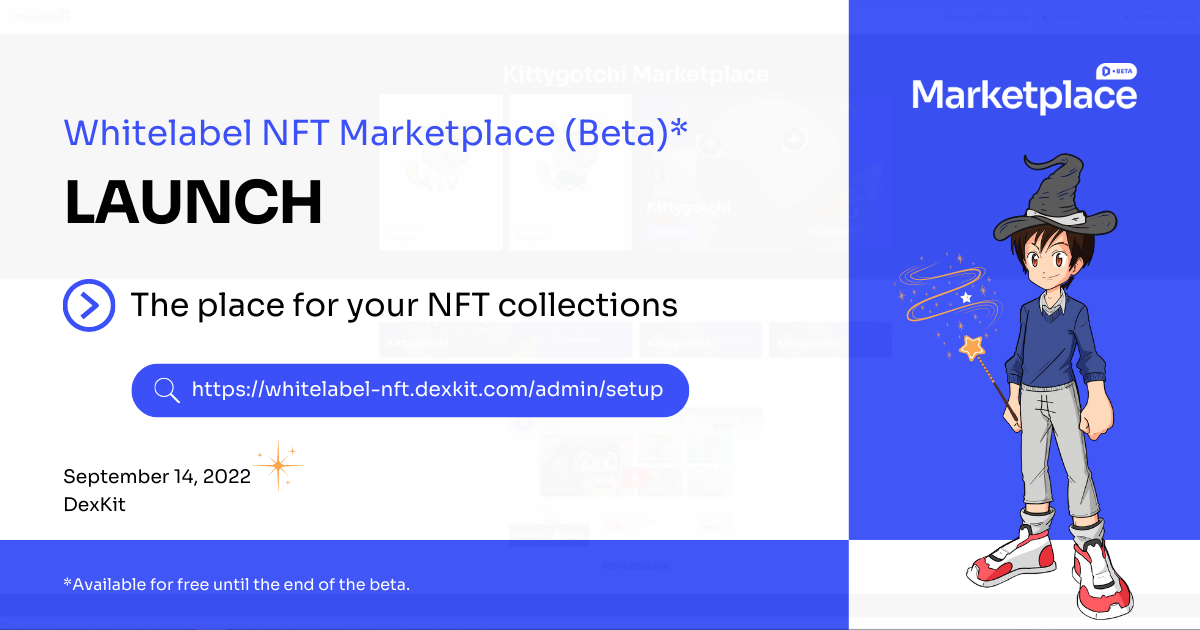 Marketplace
Kittygotchi Marketplace
D • BETA
Marketplace
Whitelabel NFT Marketplace (Beta)*
LAUNCH
Kittygotchi
The place for your NFT collections
https://whitelabel-nft.dexkit.com/admin/setup
September 14, 2022
DexKit
Marketplace
*Available for free until the end of the beta.